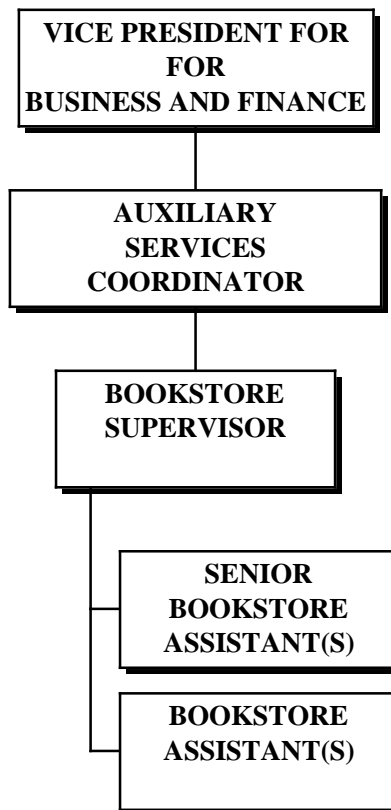 VICE PRESIDENT FOR
FOR
BUSINESS AND FINANCE
AUXILIARY
SERVICES
COORDINATOR
BOOKSTORE
SUPERVISOR
SENIOR
BOOKSTORE
ASSISTANT(S)
BOOKSTORE
ASSISTANT(S)